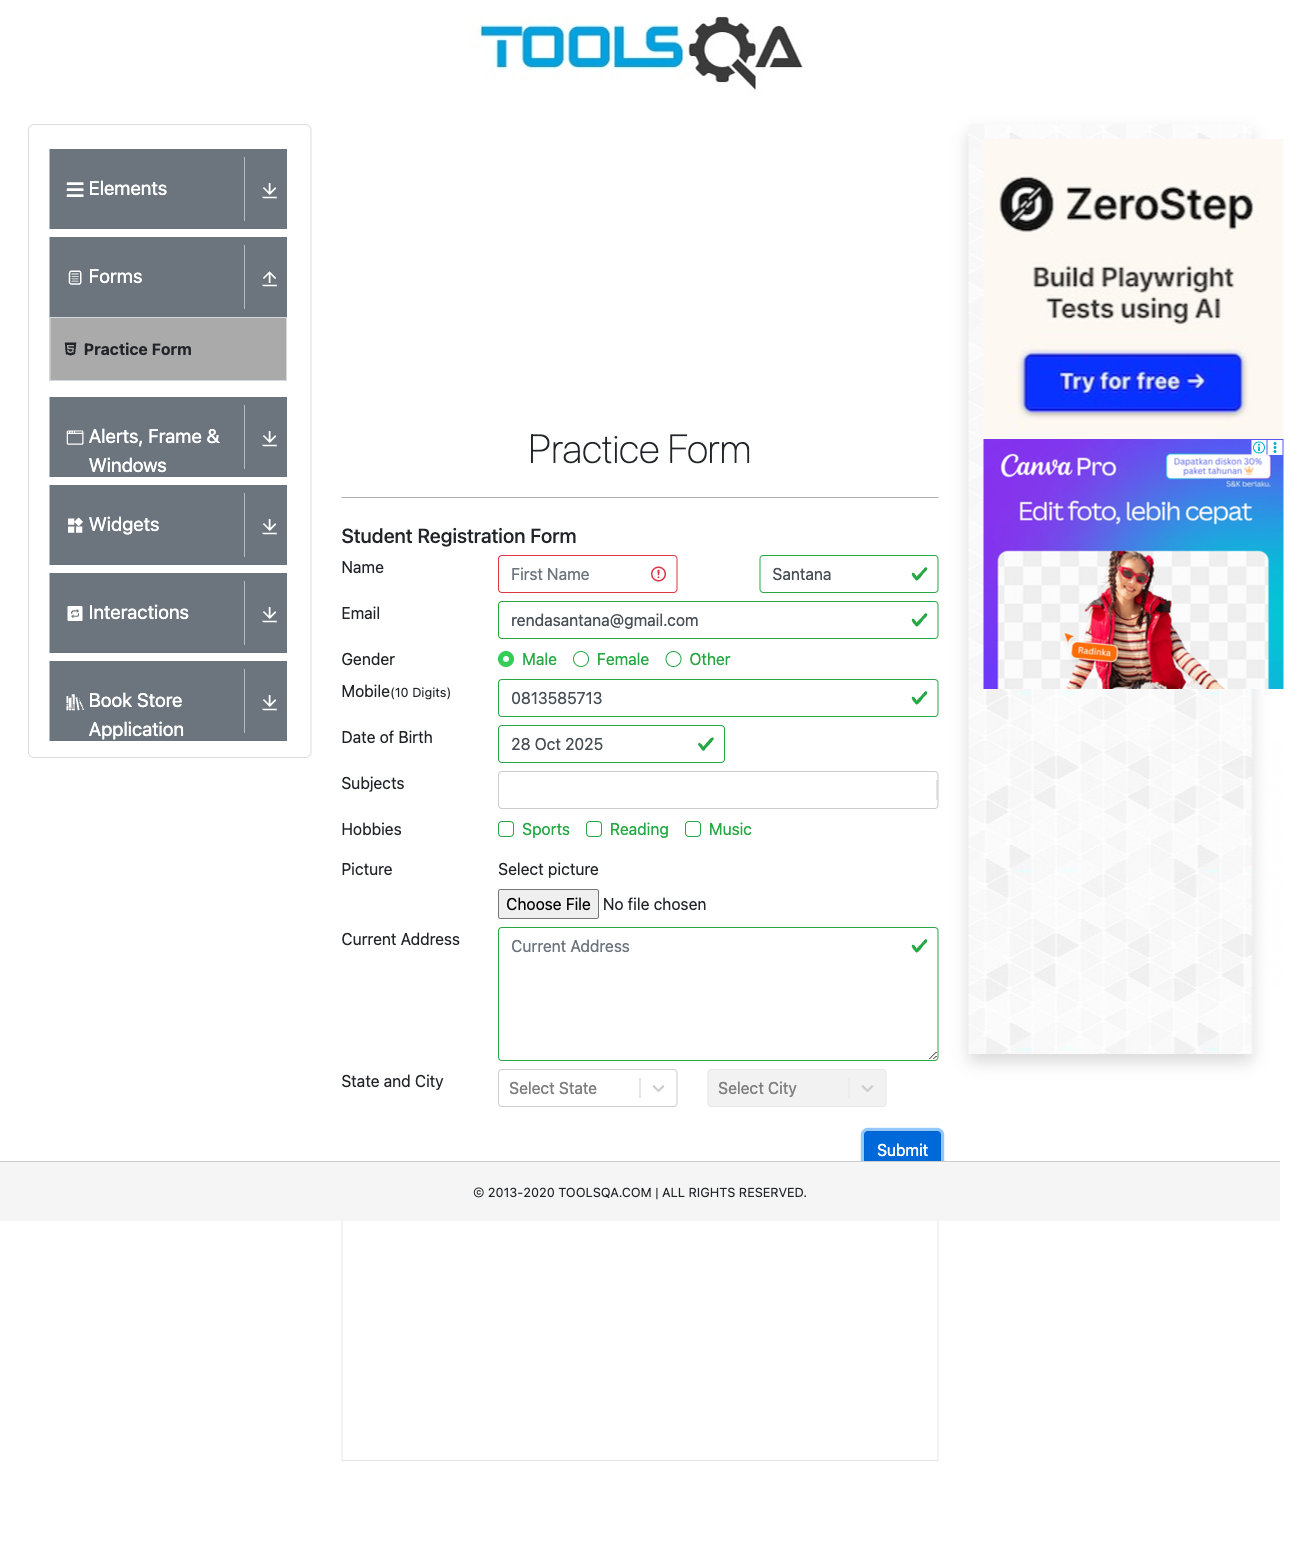 TOOLSQA
Elements
Forms
Practice Form
Alerts, Frame &
Windows
Widgets
Interactions
Book Store
Application
Practice Form
Student Registration Form
Name
First Name
Santana
Email
rendasantana@gmail.com
Gender
Male
Female
Other
Mobile(10 Digits)
0813585713
Date of Birth
28 Oct 2025
Subjects
Hobbies
Sports
Reading
Music
Picture
Select picture
Choose File No file chosen
Current Address
Current Address
State and City
Select State
Select City
Submit
ZeroStep
Build Playwright
Tests using AI
Try for free →
Canva Pro
Dapatkan diskon 30%
paket tahunan
S&K berlaku.
Edit foto, lebih cepat
Radinka
© 2013-2020 TOOLSQA.COM | ALL RIGHTS RESERVED.